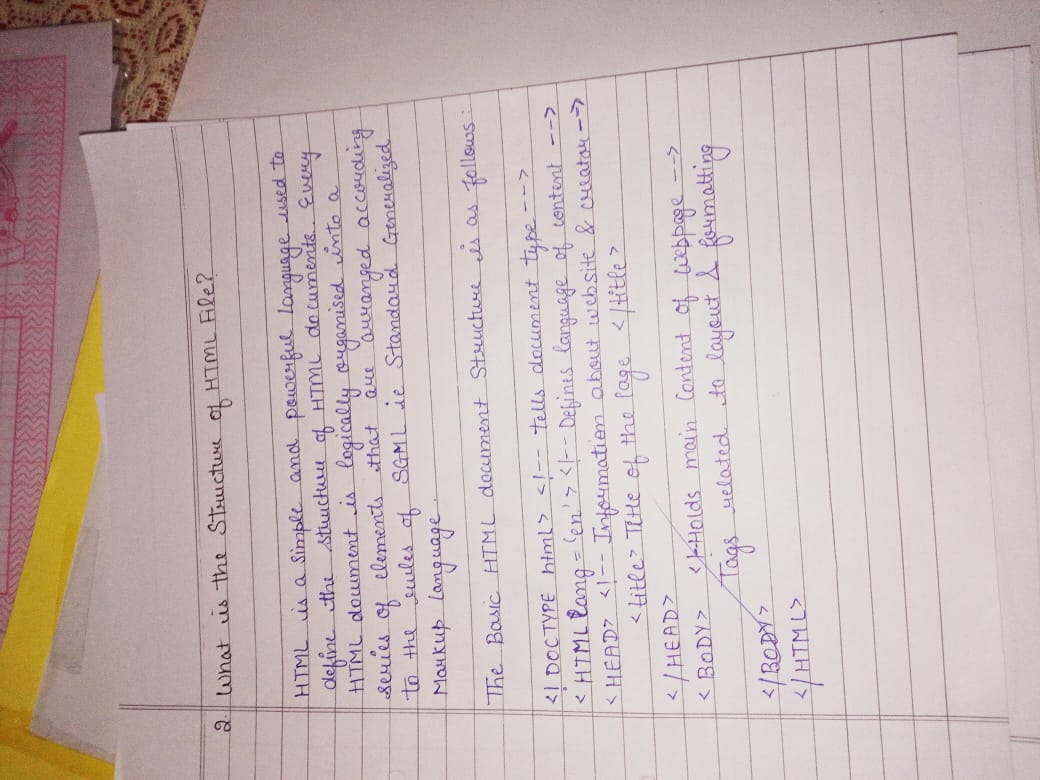 2. What is the Structure of HTML File?
HTML is a simple and powerful language used to
define the structure of HTML documents. Every
HTML document is logically organised into a
series of elements that are arranged according
to the rules of SGML ie Standard Generalized
Markup language.
The Basic HTML document Structure is as follows:
<! DOCTYPE html> <!-- tells document type -->
< HTML lang = 'en' > <!-- Defines language of content -->
< HEAD> <!-- Information about website & creator -->
< title> Title of the Page </title>
</HEAD>
< BODY> <!-Holds main Content of webpage -->
Tags related to layout & formatting
</BODY>
</HTML>